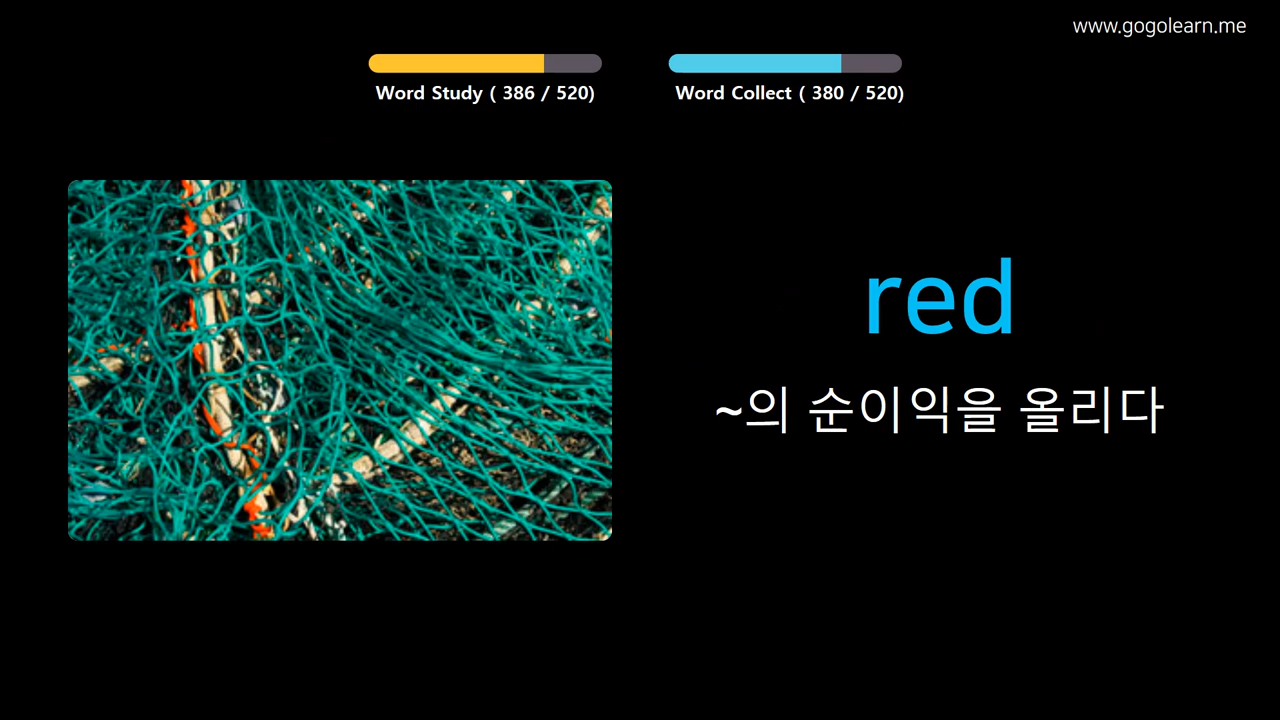 www.gogolearn.me
Word Study ( 386 / 520)
Word Collect ( 380 / 520)
red
~의 순이익을 올리다